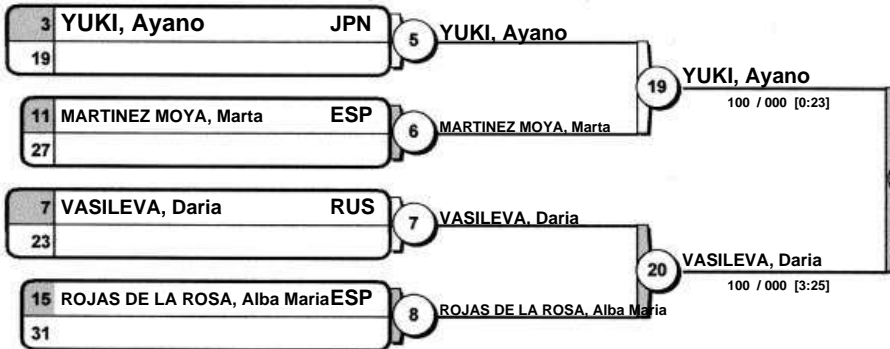 3 YUKI, Ayano JPN
19
5 YUKI, Ayano
11 MARTINEZ MOYA, Marta ESP
27
6 MARTINEZ MOYA, Marta
19 YUKI, Ayano
100 / 000 [0:23]
7 VASILEVA, Daria RUS
23
7 VASILEVA, Daria
15 ROJAS DE LA ROSA, Alba Maria ESP
31
8 ROJAS DE LA ROSA, Alba Maria
20 VASILEVA, Daria
100 / 000 [3:25]